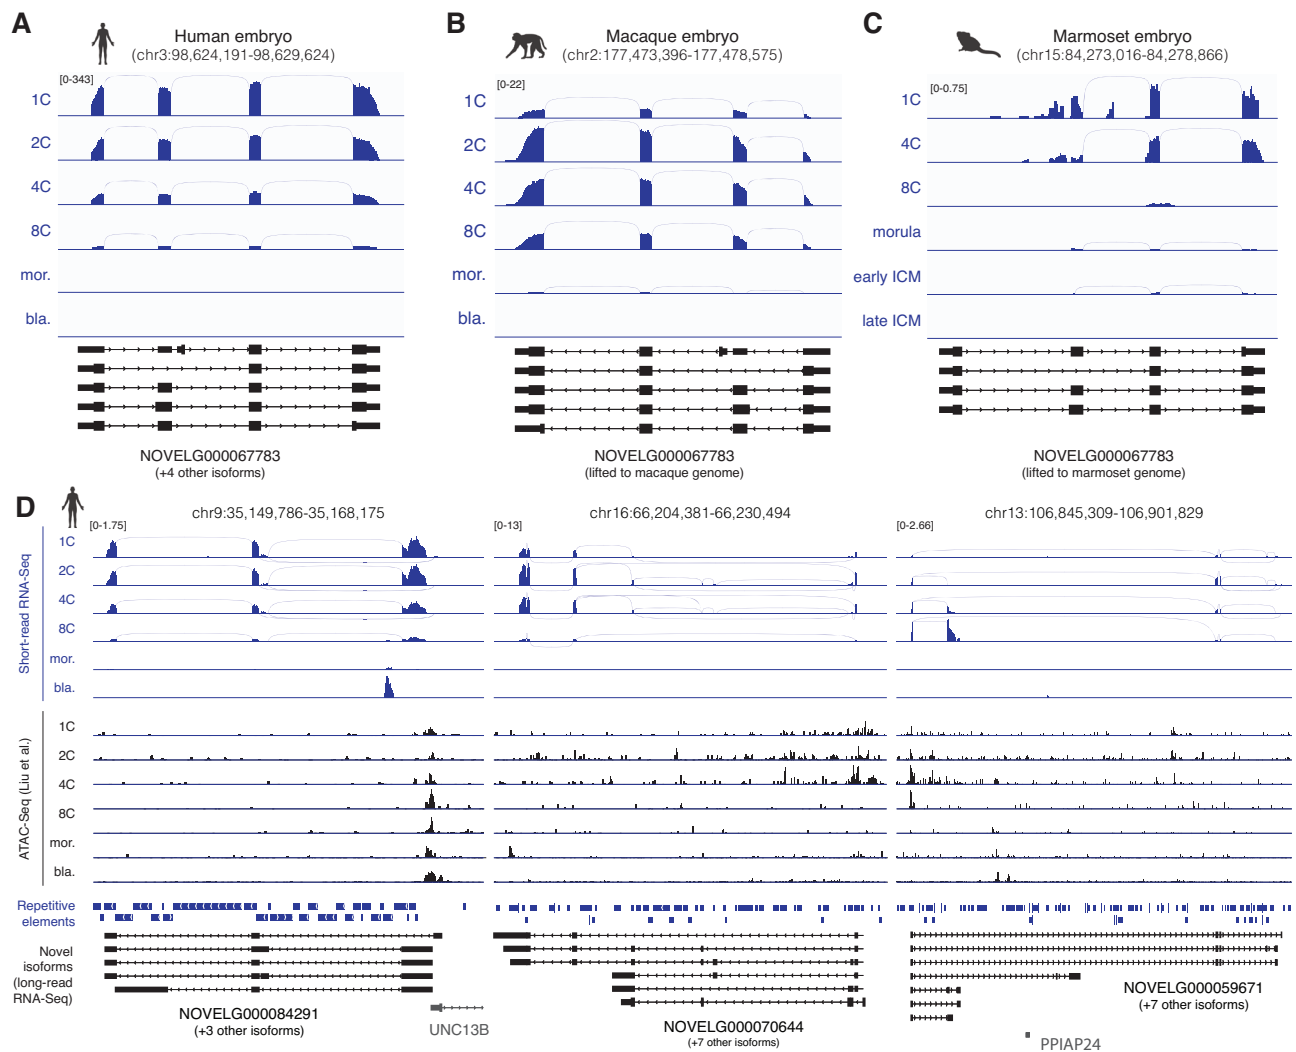 A
Human embryo
(chr3:98,624,191-98,629,624)
[0-343]
1C
2C
4C
8C
mor.
bla.
NOVELG000067783
(+4 other isoforms)
B
Macaque embryo
(chr2:177,473,396-177,478,575)
[0-22]
1C
2C
4C
8C
mor.
bla.
NOVELG000067783
(lifted to macaque genome)
C
Marmoset embryo
(chr15:84,273,016-84,278,866)
[0-0.75]
1C
4C
8C
morula
early ICM
late ICM
NOVELG000067783
(lifted to marmoset genome)
D
chr9:35,149,786-35,168,175
chr16:66,204,381-66,230,494
chr13:106,845,309-106,901,829
[0-1.75]
[0-13]
[0-2.66]
Short-read RNA-Seq
1C
2C
4C
8C
mor.
bla.
ATAC-Seq (Liu et al.)
1C
2C
4C
8C
mor.
bla.
Repetitive
elements
Novel
isoforms
(long-read
RNA-Seq)
NOVELG000084291
(+3 other isoforms)
UNC13B
NOVELG000070644
(+7 other isoforms)
NOVELG000059671
(+7 other isoforms)
PPIAP24